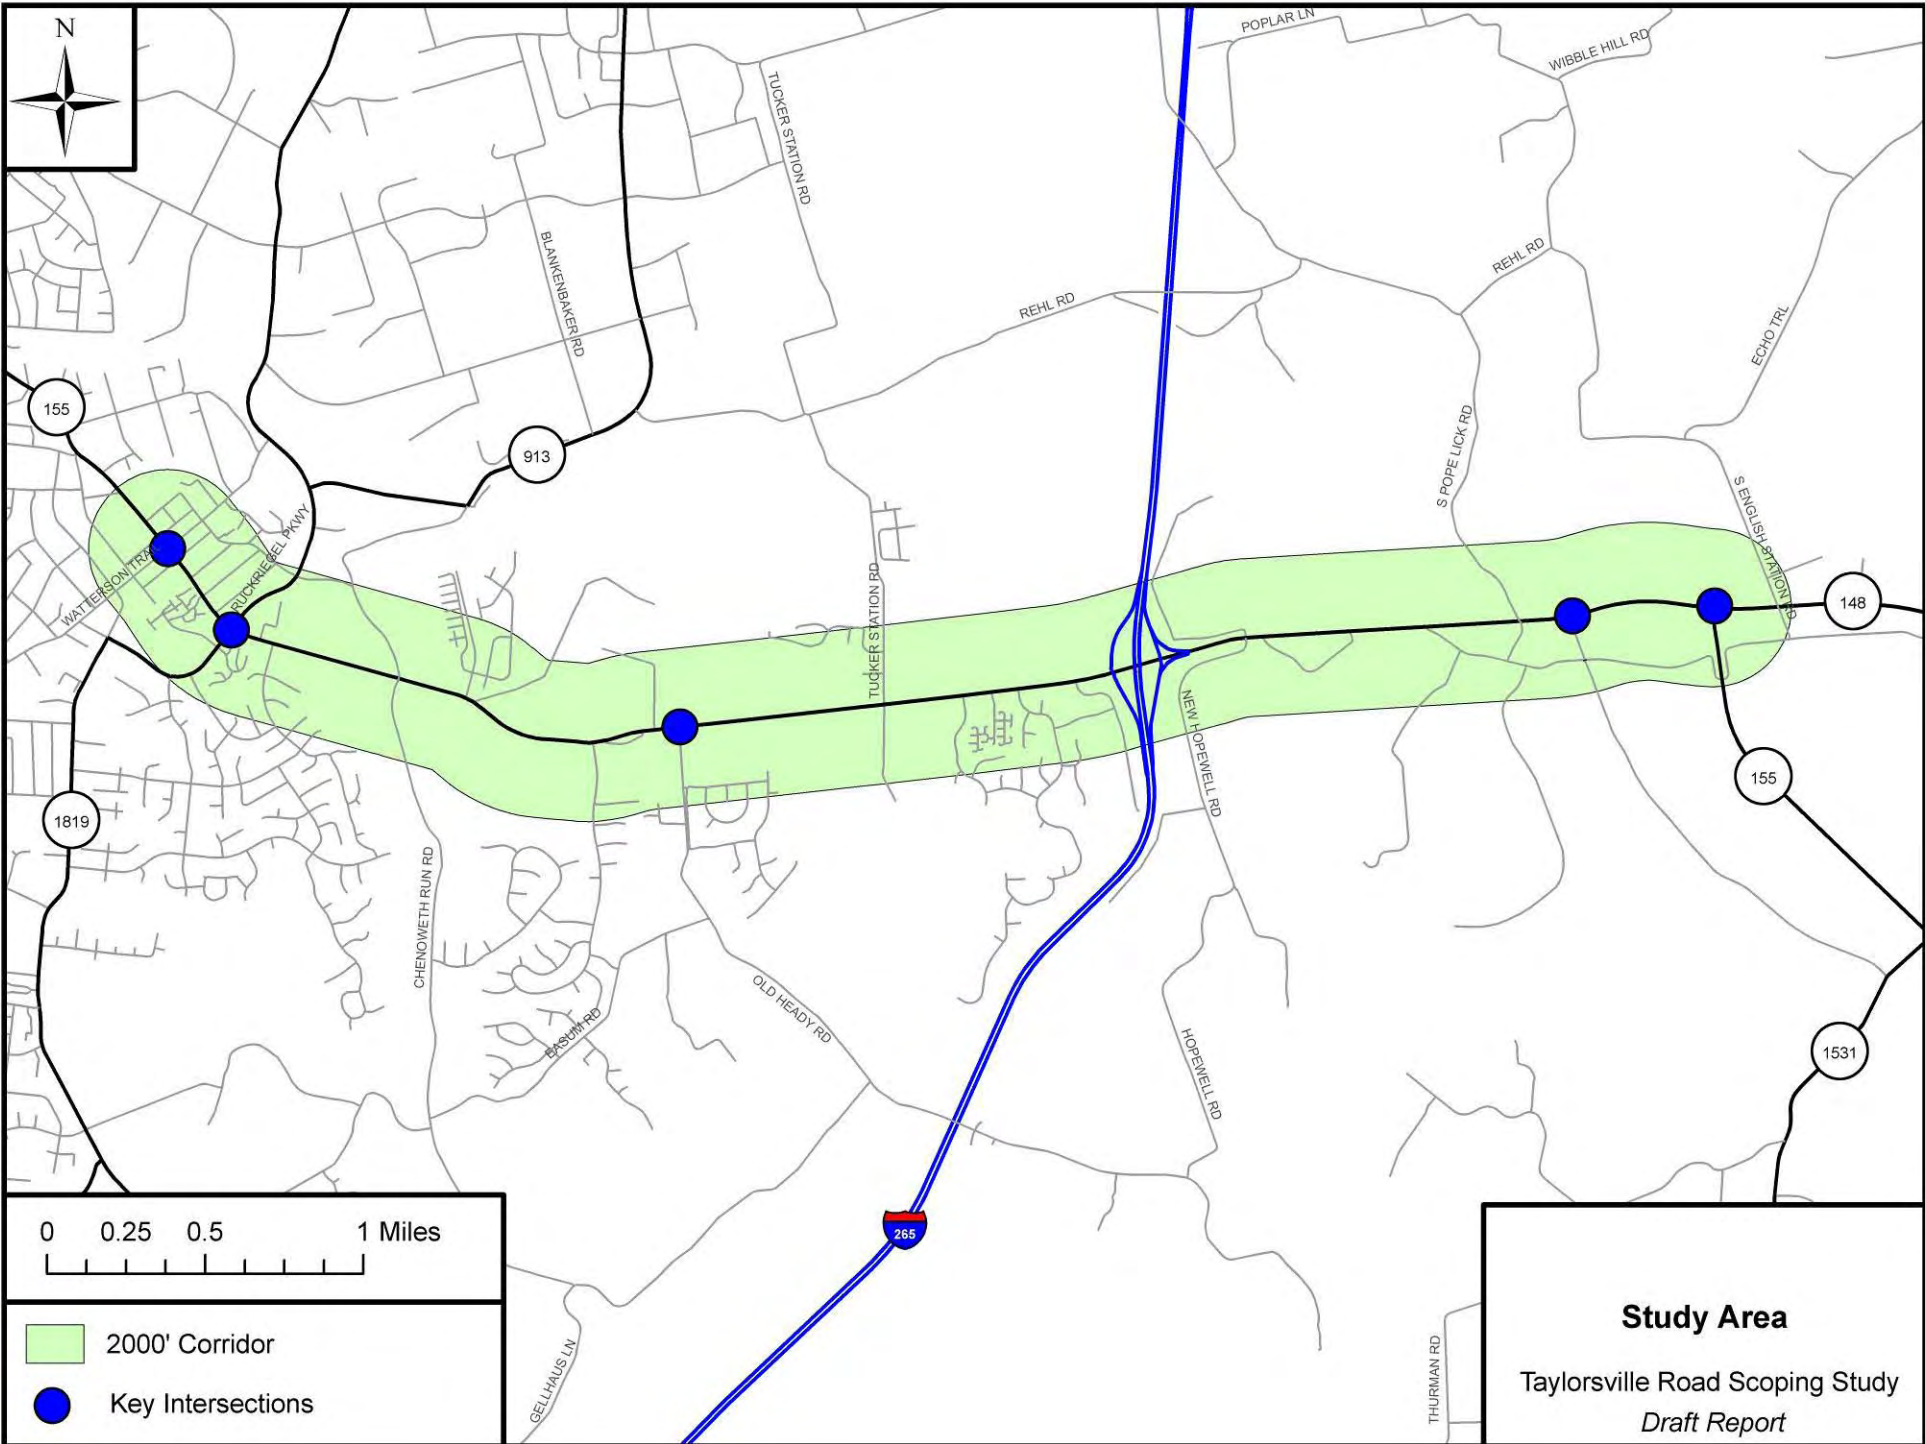 N
POPLAR LN
WIBBLE HILL RD
TUCKER STATION RD
BLANKENBAKER RD
REHL RD
REHL RD
ECHO TRL
155
913
S POPE LICK RD
S ENGLISH STATION RD
WATTERSON TRAIL
RUCKRIEGEL PKWY
TUCKER STATION RD
148
NEW HOPEWELL RD
155
1819
CHENOWETH RUN RD
OLD HEADY RD
EASUM RD
HOPEWELL RD
1531
265
0 0.25 0.5 1 Miles
2000' Corridor
Key Intersections
GELLHAUS LN
THURMAN RD
Study Area
Taylorsville Road Scoping Study
Draft Report